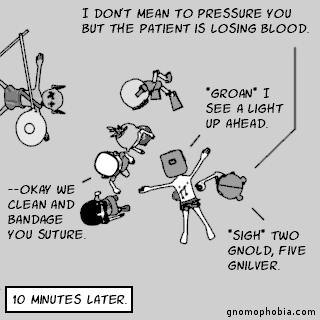 I DON'T MEAN TO PRESSURE YOU
BUT THE PATIENT IS LOSING BLOOD.
*GROAN* I
SEE A LIGHT
UP AHEAD.
--OKAY WE
CLEAN AND
BANDAGE
YOU SUTURE.
*SIGH* TWO
GNOLD, FIVE
GNILVER.
10 MINUTES LATER.
gnomophobia.com